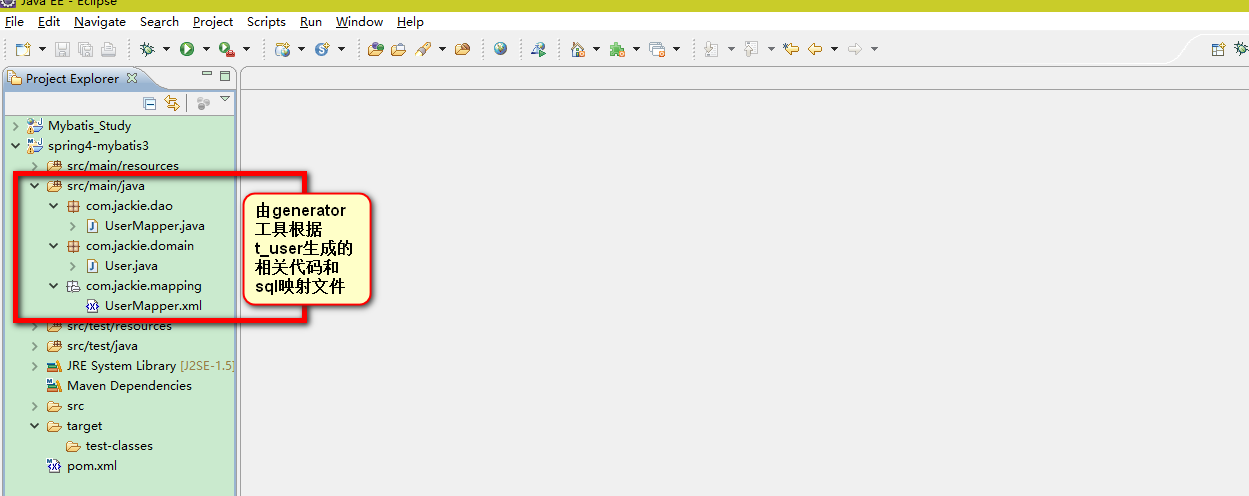 Java EE - Eclipse
File Edit Navigate Search Project Scripts Run Window Help
Project Explorer
Mybatis_Study
spring4-mybatis3
src/main/resources
src/main/java
com.jackie.dao
UserMapper.java
com.jackie.domain
User.java
com.jackie.mapping
UserMapper.xml
src/test/resources
src/test/java
JRE System Library [J2SE-1.5]
Maven Dependencies
src
target
test-classes
pom.xml
由generator
工具根据
t_user生成的
相关代码和
sql映射文件